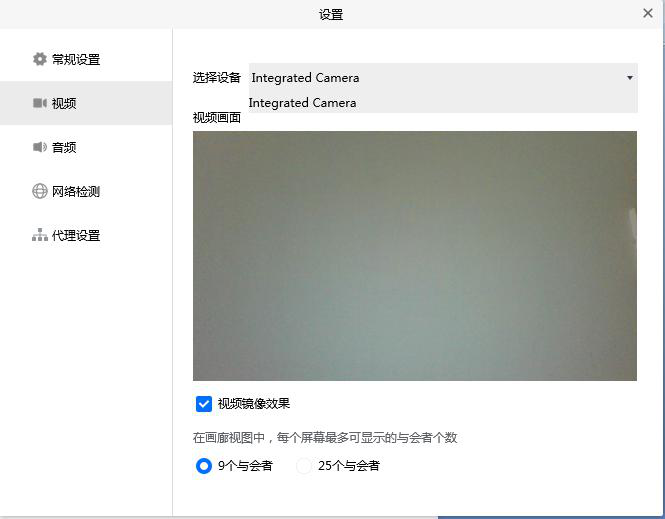 设置
常规设置
视频
音频
网络检测
代理设置
选择设备 Integrated Camera
Integrated Camera
视频画面
视频镜像效果
在画廊视图中，每个屏幕最多可显示的与会者个数
9个与会者 25个与会者